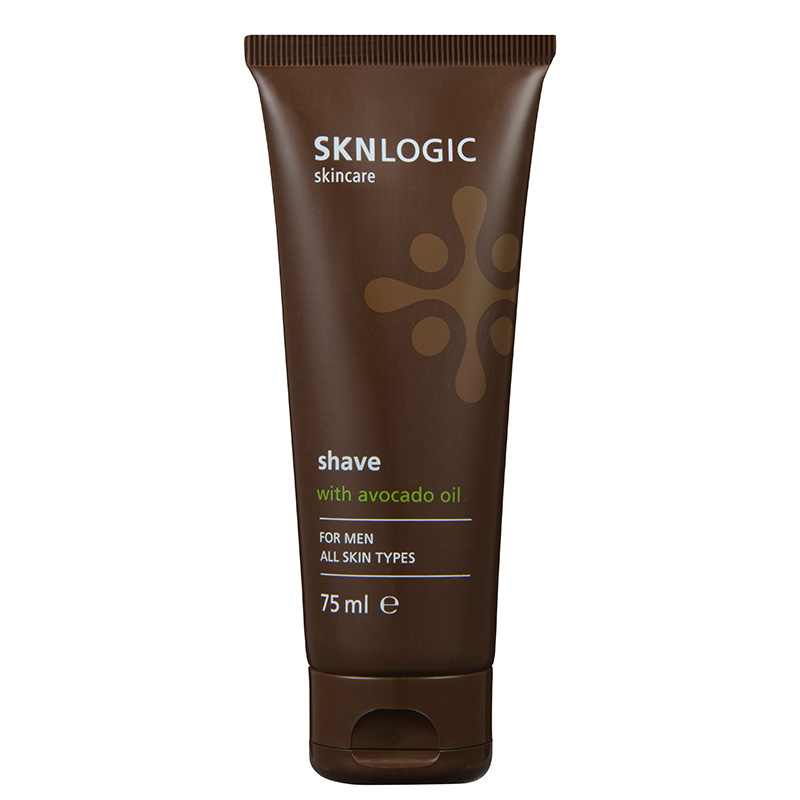 SKNLOGIC
skincare
shave
with avocado oil
FOR MEN
ALL SKIN TYPES
75 ml ℮